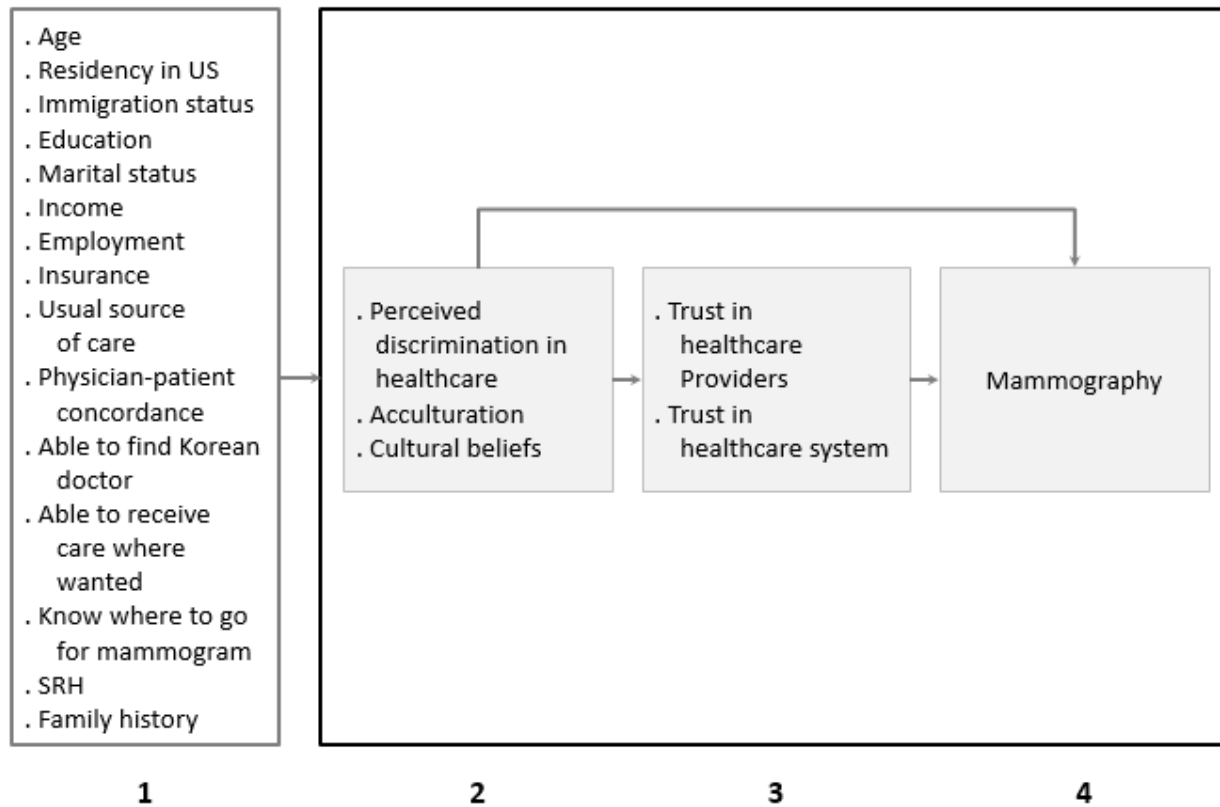 . Age
. Residency in US
. Immigration status
. Education
. Marital status
. Income
. Employment
. Insurance
. Usual source
of care
. Physician-patient
concordance
. Able to find Korean
doctor
. Able to receive
care where
wanted
. Know where to go
for mammogram
. SRH
. Family history
. Perceived
discrimination in
healthcare
. Acculturation
. Cultural beliefs
. Trust in
healthcare
Providers
. Trust in
healthcare system
Mammography
1
2
3
4